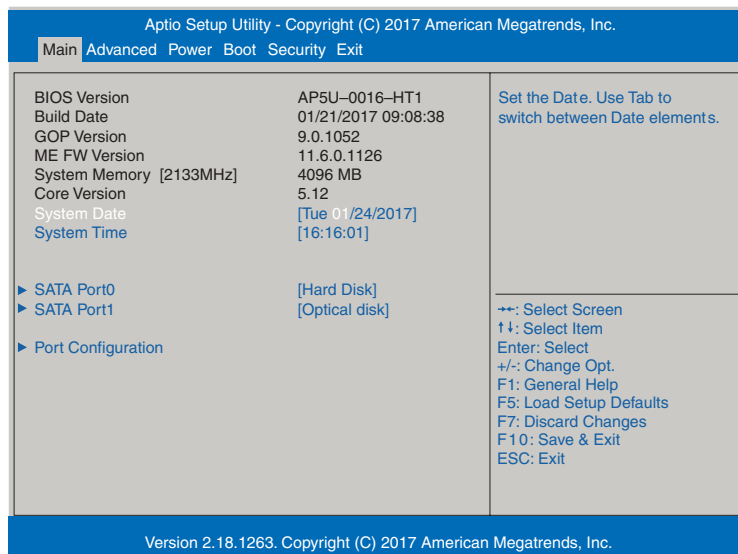 Aptio Setup Utility - Copyright (C) 2017 American Megatrends, Inc.
Main Advanced Power Boot Security Exit
BIOS Version AP5U–0016–HT1
Build Date 01/21/2017 09:08:38
GOP Version 9.0.1052
ME FW Version 11.6.0.1126
System Memory [2133MHz] 4096 MB
Core Version 5.12
System Date [Tue 01/24/2017]
System Time [16:16:01]
SATA Port0 [Hard Disk]
SATA Port1 [Optical disk]
Port Configuration
Set the Date. Use Tab to
switch between Date elements.
→←: Select Screen
↑↓: Select Item
Enter: Select
+/-: Change Opt.
F1: General Help
F5: Load Setup Defaults
F7: Discard Changes
F10: Save & Exit
ESC: Exit
Version 2.18.1263. Copyright (C) 2017 American Megatrends, Inc.